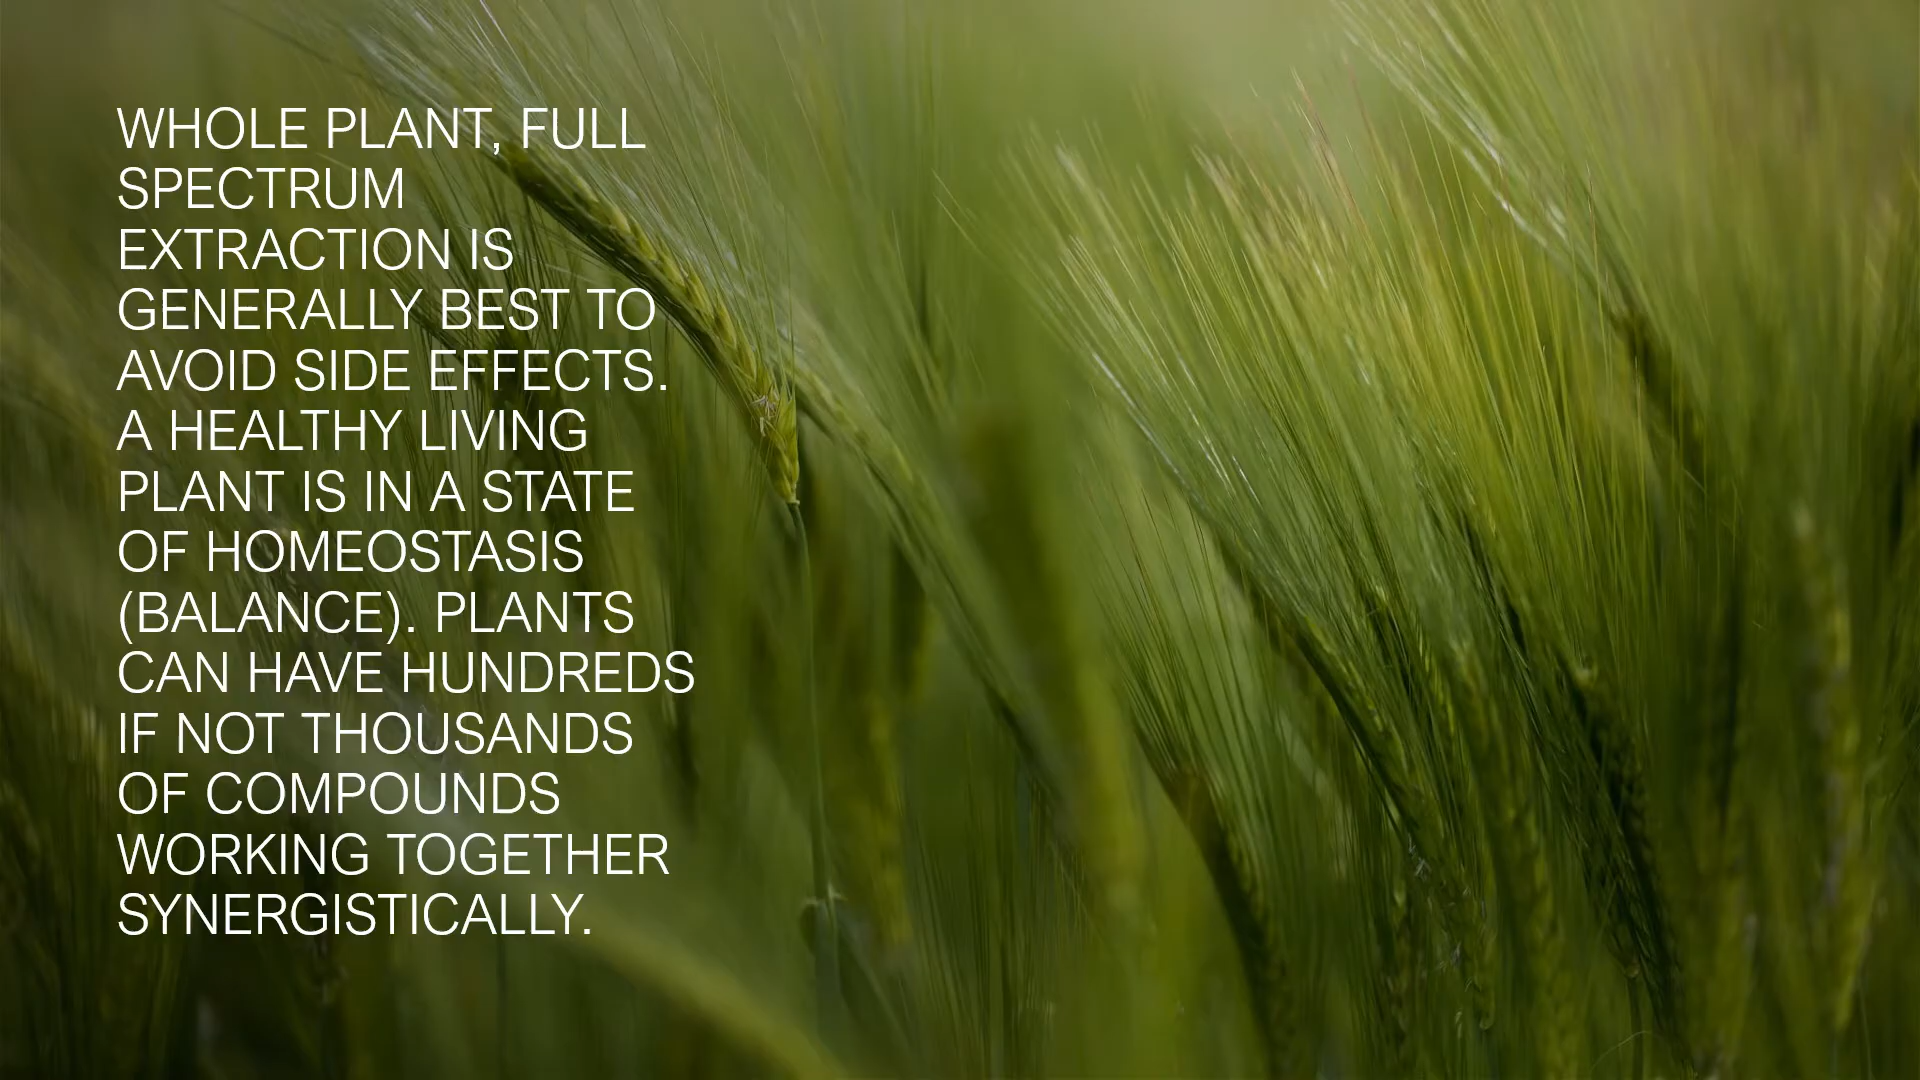 WHOLE PLANT, FULL
SPECTRUM
EXTRACTION IS
GENERALLY BEST TO
AVOID SIDE EFFECTS.
A HEALTHY LIVING
PLANT IS IN A STATE
OF HOMEOSTASIS
(BALANCE). PLANTS
CAN HAVE HUNDREDS
IF NOT THOUSANDS
OF COMPOUNDS
WORKING TOGETHER
SYNERGISTICALLY.